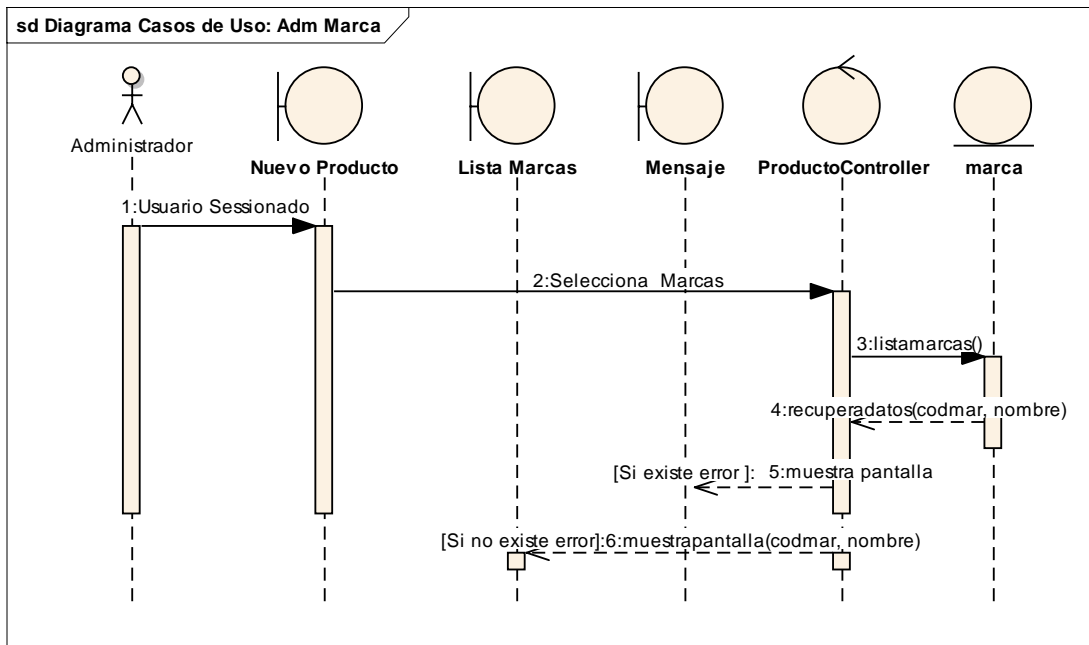 sd Diagrama Casos de Uso: Adm Marca
Administrador
Nuevo Producto
Lista Marcas
Mensaje
ProductoController
marca
1:Usuario Sessionado
2:Selecciona Marcas
3:listamarcas()
4:recuperadatos(codmar, nombre)
[Si existe error ]: 5:muestra pantalla
[Si no existe error]:6:muestrapantalla(codmar, nombre)